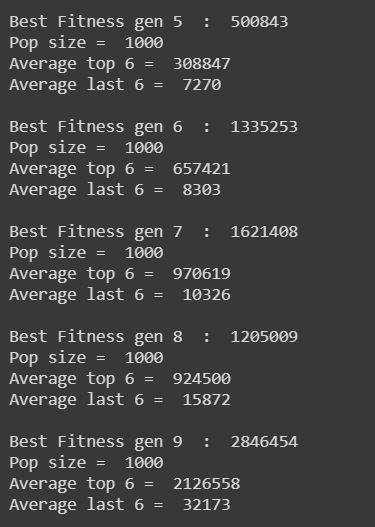 Best Fitness gen 5  :  500843
Pop size =  1000
Average top 6 =  308847
Average last 6 =  7270

Best Fitness gen 6  :  1335253
Pop size =  1000
Average top 6 =  657421
Average last 6 =  8303

Best Fitness gen 7  :  1621408
Pop size =  1000
Average top 6 =  970619
Average last 6 =  10326

Best Fitness gen 8  :  1205009
Pop size =  1000
Average top 6 =  924500
Average last 6 =  15872

Best Fitness gen 9  :  2846454
Pop size =  1000
Average top 6 =  2126558
Average last 6 =  32173